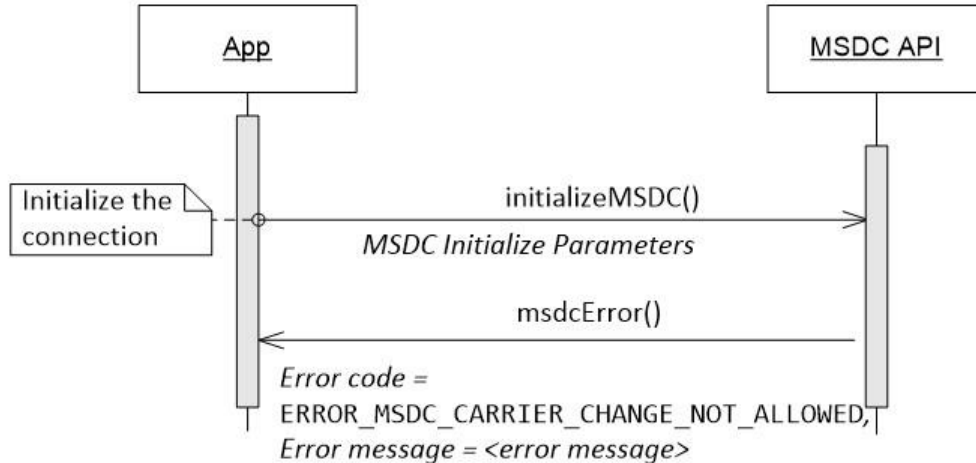 App
MSDC API
Initialize the
connection
initializeMSDC()
MSDC Initialize Parameters
msdcError()
Error code =
ERROR_MSDC_CARRIER_CHANGE_NOT_ALLOWED,
Error message = <error message>